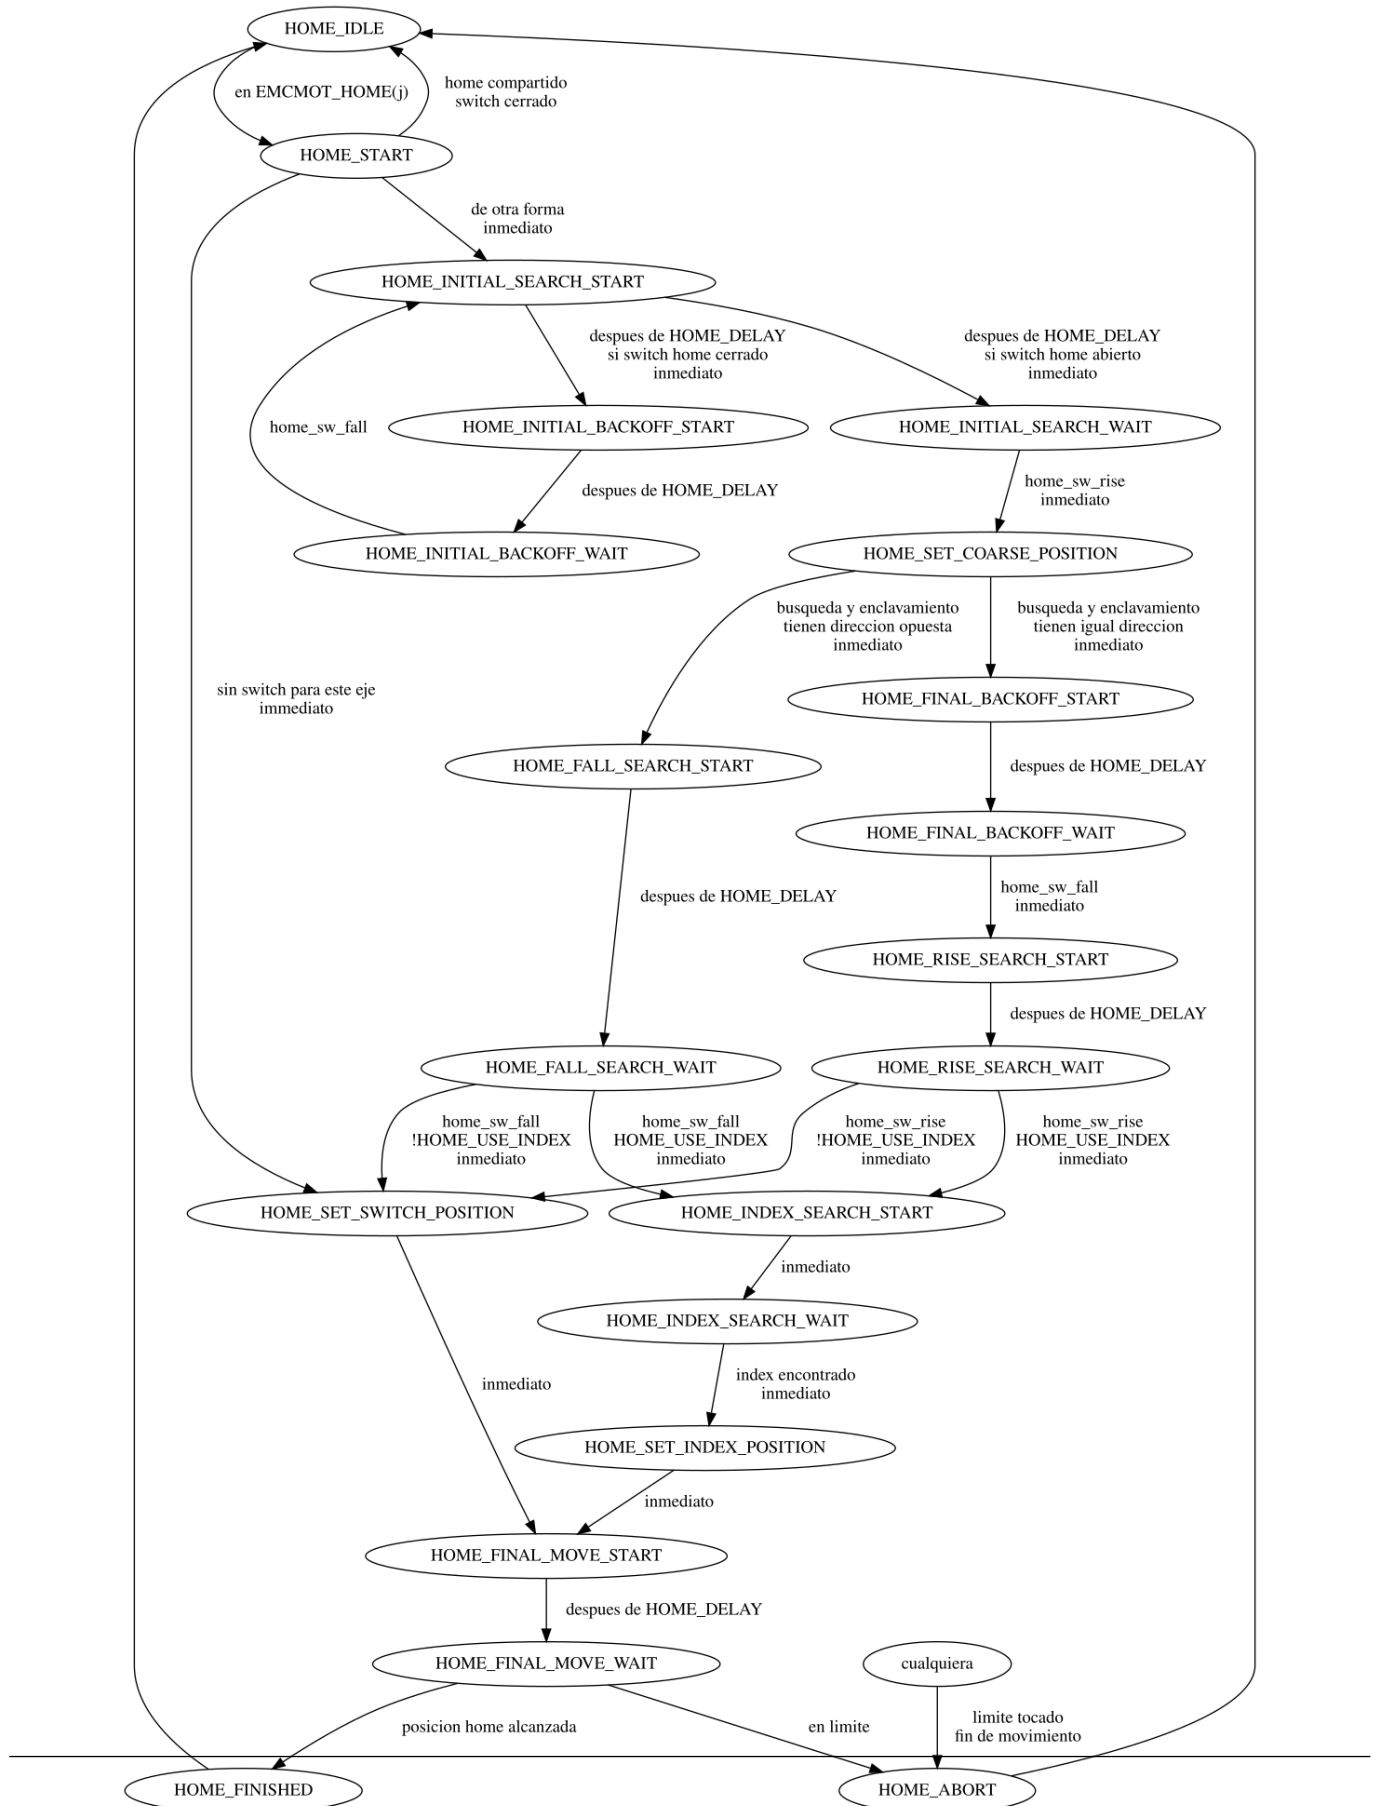 HOME_IDLE
en EMCMOT_HOME(j)
home compartido
switch cerrado
HOME_START
de otra forma
inmediato
HOME_INITIAL_SEARCH_START
despues de HOME_DELAY
si switch home cerrado
inmediato
despues de HOME_DELAY
si switch home abierto
inmediato
home_sw_fall
HOME_INITIAL_BACKOFF_START
HOME_INITIAL_SEARCH_WAIT
despues de HOME_DELAY
home_sw_rise
inmediato
HOME_INITIAL_BACKOFF_WAIT
HOME_SET_COARSE_POSITION
busqueda y enclavamiento
tienen direccion opuesta
inmediato
busqueda y enclavamiento
tienen igual direccion
inmediato
sin switch para este eje
immediato
HOME_FINAL_BACKOFF_START
HOME_FALL_SEARCH_START
despues de HOME_DELAY
HOME_FINAL_BACKOFF_WAIT
despues de HOME_DELAY
home_sw_fall
inmediato
HOME_RISE_SEARCH_START
despues de HOME_DELAY
HOME_FALL_SEARCH_WAIT
HOME_RISE_SEARCH_WAIT
home_sw_fall
!HOME_USE_INDEX
inmediato
home_sw_fall
HOME_USE_INDEX
inmediato
home_sw_rise
!HOME_USE_INDEX
inmediato
home_sw_rise
HOME_USE_INDEX
inmediato
HOME_SET_SWITCH_POSITION
HOME_INDEX_SEARCH_START
inmediato
HOME_INDEX_SEARCH_WAIT
inmediato
index encontrado
inmediato
HOME_SET_INDEX_POSITION
inmediato
HOME_FINAL_MOVE_START
despues de HOME_DELAY
HOME_FINAL_MOVE_WAIT
cualquiera
posicion home alcanzada
en limite
limite tocado
fin de movimiento
HOME_FINISHED
HOME_ABORT